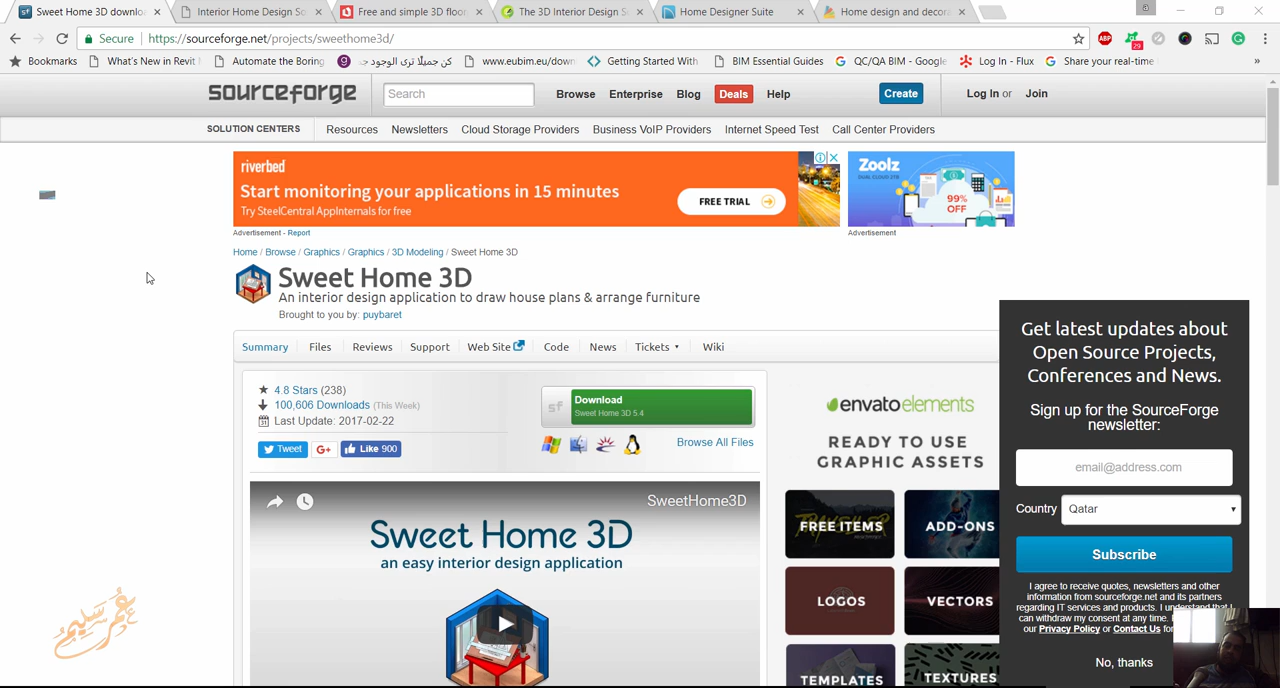 Sweet Home 3D downlo
Interior Home Design So
Free and simple 3D floor
The 3D Interior Design S
Home Designer Suite
Home design and decora
Secure
https://sourceforge.net/projects/sweethome3d/
ABP
29
Bookmarks
What's New in Revit
Automate the Boring
كن جميلًا ترى الوجود جـ
www.eubim.eu/down
Getting Started With
BIM Essential Guides
QC/QA BIM - Google
Log In - Flux
Share your real-time
sourceforge
Search
Browse
Enterprise
Blog
Deals
Help
Create
Log In or Join
SOLUTION CENTERS
Resources
Newsletters
Cloud Storage Providers
Business VoIP Providers
Internet Speed Test
Call Center Providers
riverbed
Start monitoring your applications in 15 minutes
Try SteelCentral AppInternals for free
FREE TRIAL
Zoolz
DUAL CLOUD 2TB
99%
OFF
Advertisement - Report
Advertisement
Home / Browse / Graphics / Graphics / 3D Modeling / Sweet Home 3D
Sweet Home 3D
An interior design application to draw house plans & arrange furniture
Brought to you by: puybaret
Summary
Files
Reviews
Support
Web Site
Code
News
Tickets
Wiki
4.8 Stars (238)
100,606 Downloads (This Week)
Last Update: 2017-02-22
Tweet
G+
Like 900
sf
Download
Sweet Home 3D 5.4
Browse All Files
SweetHome3D
Sweet Home 3D
an easy interior design application
envato elements
READY TO USE
GRAPHIC ASSETS
FREE ITEMS
ADD-ONS
LOGOS
VECTORS
TEMPLATES
TEXTURES
Get latest updates about
Open Source Projects,
Conferences and News.
Sign up for the SourceForge
newsletter:
email@address.com
Country
Qatar
Subscribe
I agree to receive quotes, newsletters and other
information from sourceforge.net and its partners
regarding IT services and products. I understand that I
can withdraw my consent at any time.
our Privacy Policy or Contact Us for
No, thanks
عمر سليم